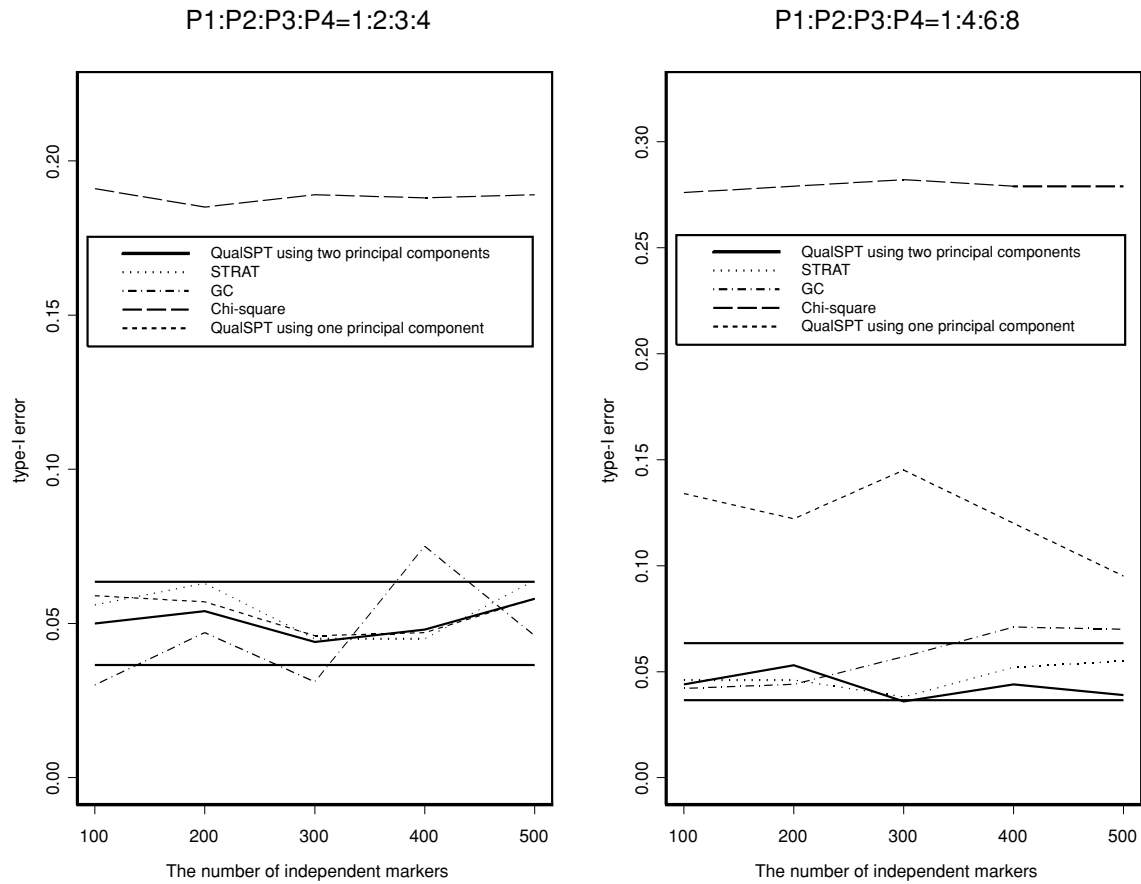 P1:P2:P3:P4=1:2:3:4
type-I error
0.20
0.15
0.10
0.05
0.00
QualSPT using two principal components
STRAT
GC
Chi-square
QualSPT using one principal component
100 200 300 400 500
The number of independent markers
P1:P2:P3:P4=1:4:6:8
type-I error
0.30
0.25
0.20
0.15
0.10
0.05
0.00
QualSPT using two principal components
STRAT
GC
Chi-square
QualSPT using one principal component
100 200 300 400 500
The number of independent markers